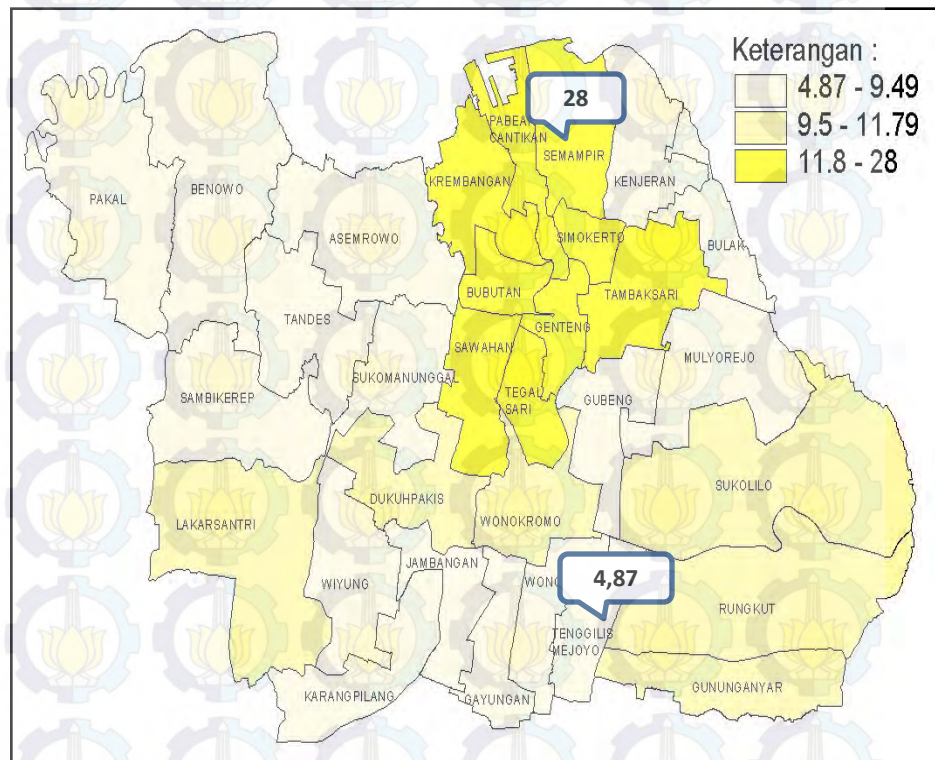 Keterangan :
4.87 - 9.49
9.5 - 11.79
11.8 - 28
28
PABEAN
CANTIKAN
SEMAMPIR
KREMBANGAN
KENJERAN
PAKAL
BENOWO
ASEMROWO
SIMOKERTO
BULAK
BUBUTAN
TAMBAKSARI
TANDES
GENTENG
SAWAHAN
MULYOREJO
SUKOMANUNGGAL
SAMBIKEREP
TEGAL
SARI
GUBENG
DUKUHPAKIS
SUKOLILO
LAKARSANTRI
WONOKROMO
JAMBANGAN
WIYUNG
4,87
RUNGKUT
TENGGILIS
MEJOYO
KARANGPILANG
GAYUNGAN
GUNUNGANYAR